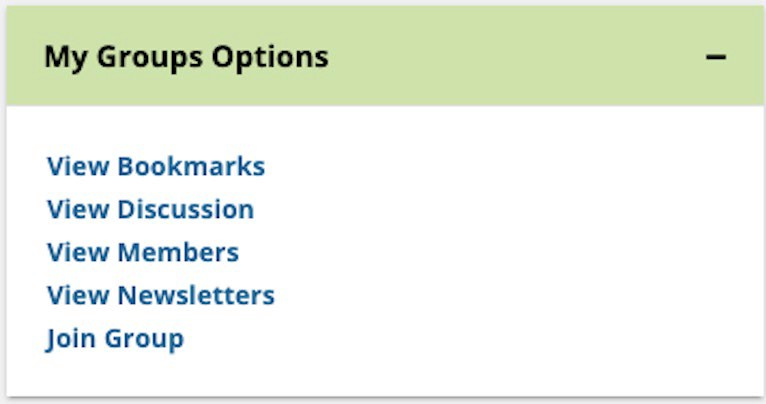 My Groups Options
View Bookmarks
View Discussion
View Members
View Newsletters
Join Group